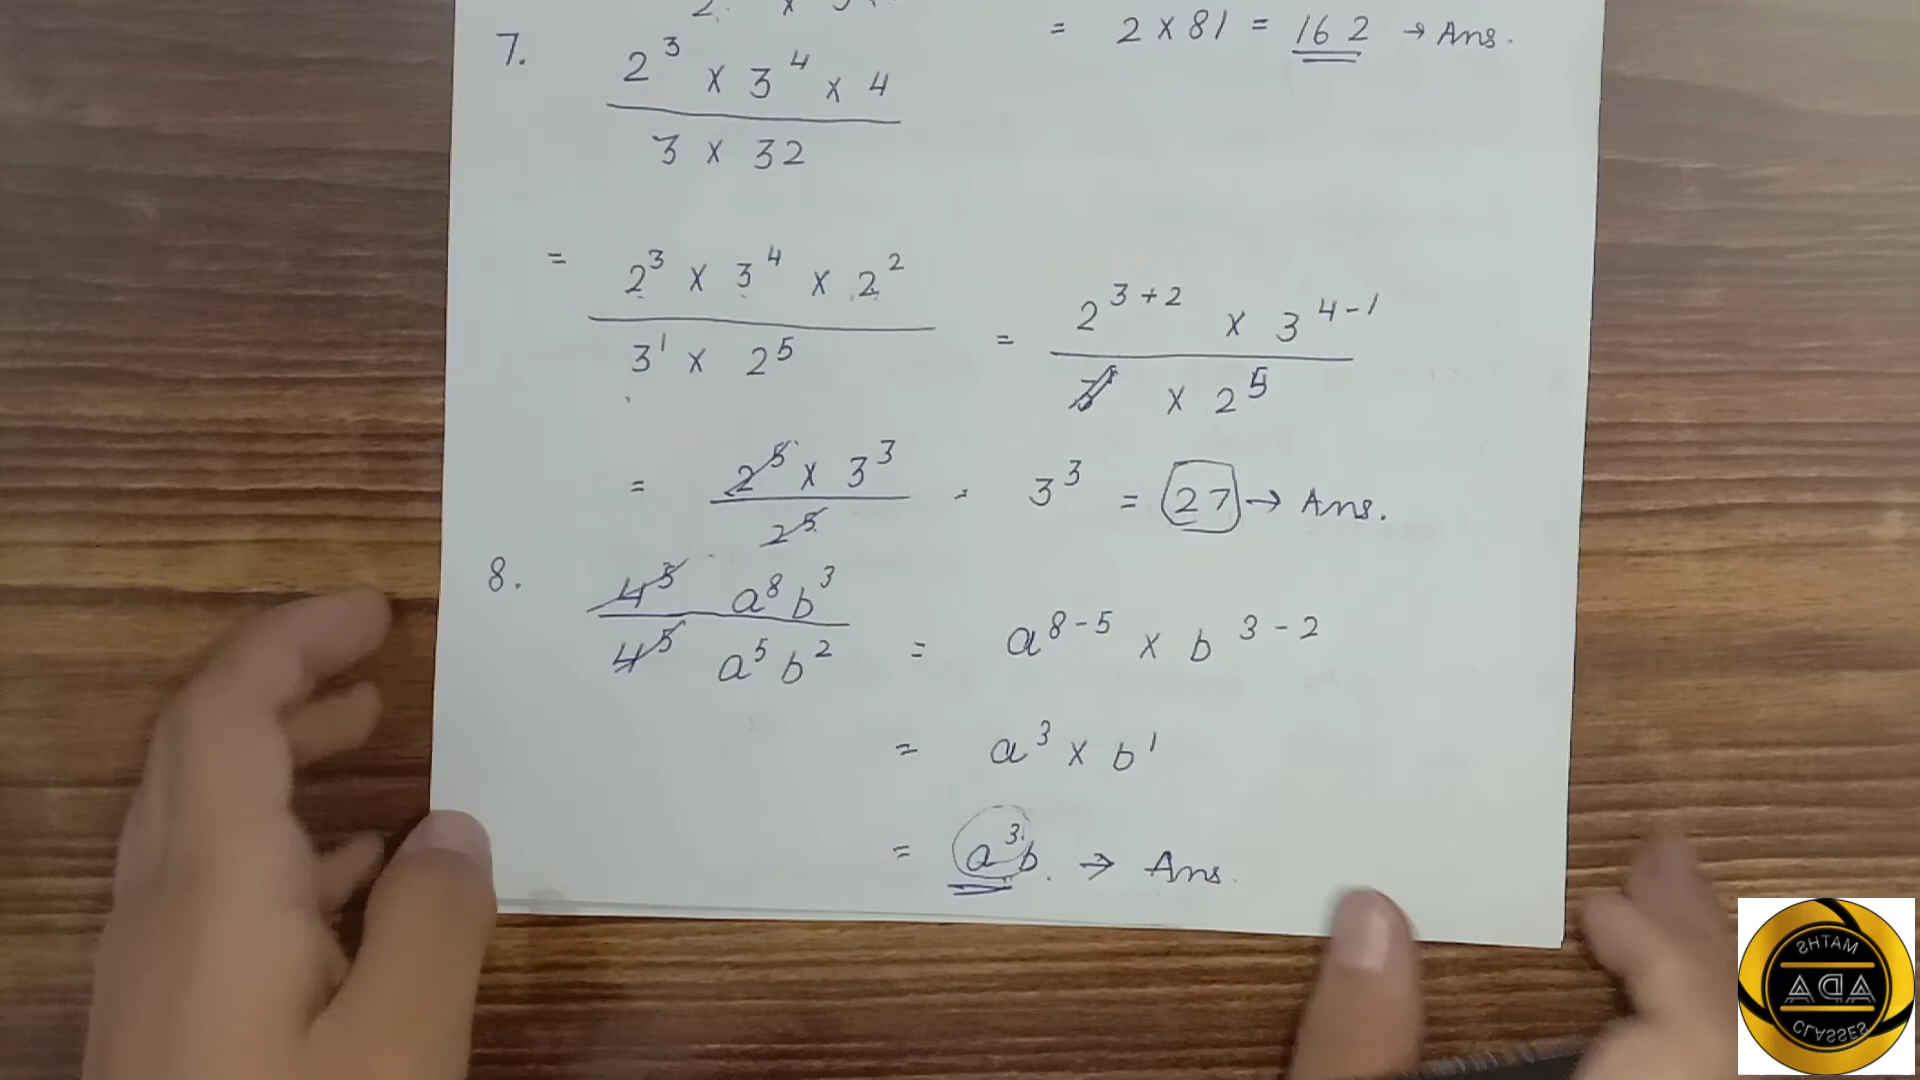 = 2 × 81 = 162 → Ans.
7. 2³ × 3⁴ × 4
3 × 32
= 2³ × 3⁴ × 2²
3¹ × 2⁵
= 2³⁺² × 3⁴⁻¹
3¹ × 2⁵
= 2⁵ × 3³
2⁵
= 3³ = 27 → Ans.
8. 4⁵ a⁸ b³
4⁵ a⁵ b²
= a⁸⁻⁵ × b³⁻²
= a³ × b¹
= a³b. → Ans.
MATHS
ADA
CLASSES